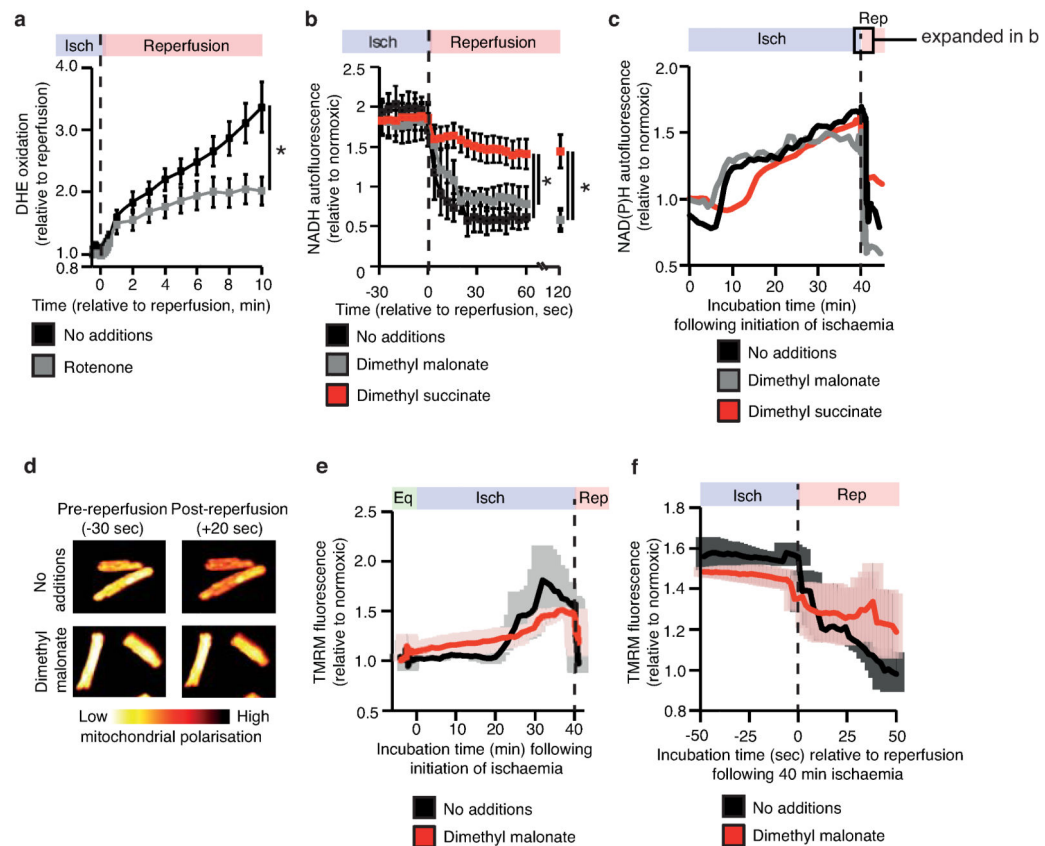 a
Isch
Reperfusion
4.0
3.0
2.0
1.0
0.8
DHE oxidation
(relative to reperfusion)
*
0 2 4 6 8 10
Time (relative to reperfusion, min)
No additions
Rotenone
b
Isch
Reperfusion
2.5
2
1.5
1
0.5
0
NADH autofluorescence
(relative to normoxic)
*
*
-30 0 30 60 120
Time (relative to reperfusion, sec)
No additions
Dimethyl malonate
Dimethyl succinate
c
Rep
Isch
expanded in b
2.0
1.5
1.0
0.5
NAD(P)H autofluorescence
(relative to normoxic)
0 10 20 30 40 50
Incubation time (min)
following initiation of ischaemia
No additions
Dimethyl malonate
Dimethyl succinate
d
Pre-reperfusion
(-30 sec)
Post-reperfusion
(+20 sec)
No
additions
Dimethyl
malonate
Low
High
mitochondrial polarisation
e
Eq
Isch
Rep
2.5
2.0
1.5
1.0
0.5
TMRM fluorescence
(relative to normoxic)
0 10 20 30 40
Incubation time (min) following
initiation of ischaemia
No additions
Dimethyl malonate
f
Isch
Rep
1.8
1.6
1.4
1.2
1.0
0.8
TMRM fluorescence
(relative to normoxic)
-50 -25 0 25 50
Incubation time (sec) relative to reperfusion
following 40 min ischaemia
No additions
Dimethyl malonate